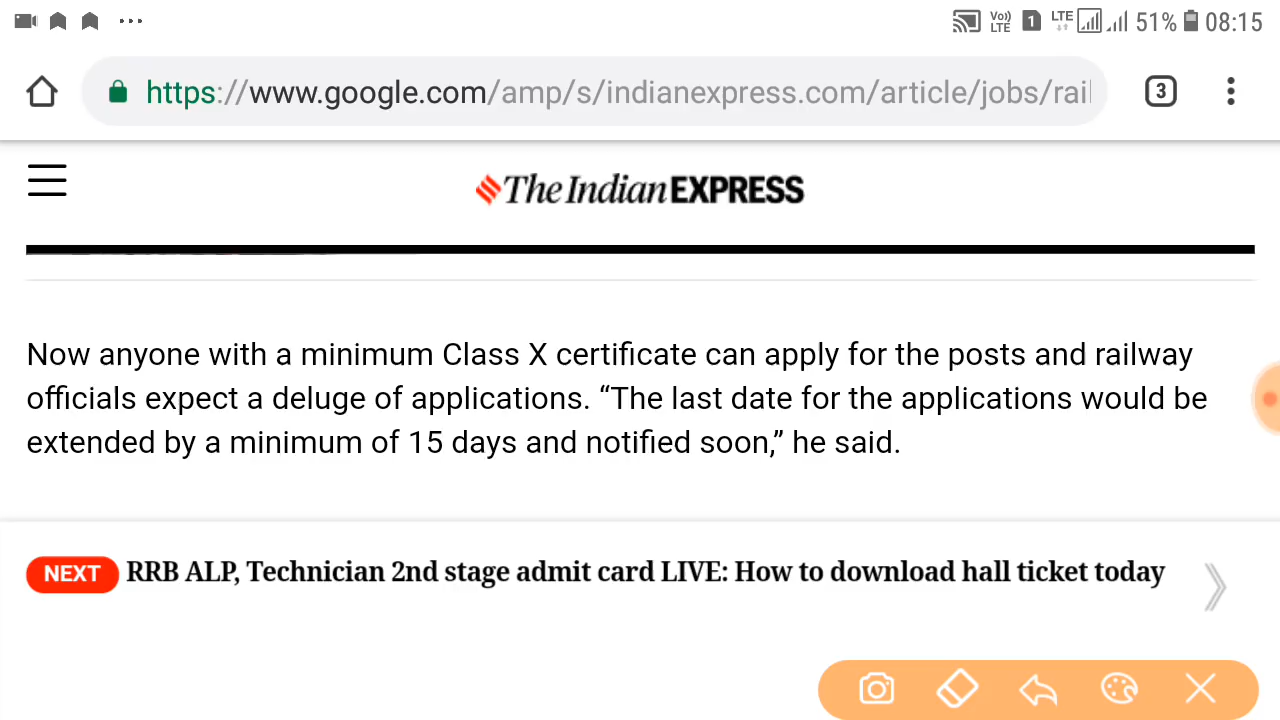 Vo)) LTE 1 LTE 51% 08:15
https://www.google.com/amp/s/indianexpress.com/article/jobs/rail 3
The Indian EXPRESS
Now anyone with a minimum Class X certificate can apply for the posts and railway
officials expect a deluge of applications. “The last date for the applications would be
extended by a minimum of 15 days and notified soon,” he said.
NEXT RRB ALP, Technician 2nd stage admit card LIVE: How to download hall ticket today